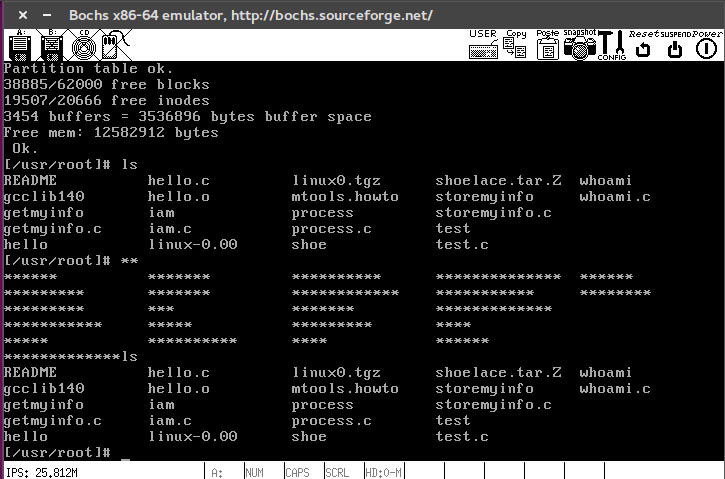 Bochs x86-64 emulator, http://bochs.sourceforge.net/
A: B: CD USER Copy Paste snapshot CONFIG Reset SUSPEND Power
Partition table ok.
38885/62000 free blocks
19507/20666 free inodes
3454 buffers = 3536896 bytes buffer space
Free mem: 12582912 bytes
 Ok.
[/usr/root]# ls
README hello.c linux0.tgz shoelace.tar.Z whoami
gcclib140 hello.o mtools.howto storemyinfo whoami.c
getmyinfo iam process storemyinfo.c
getmyinfo.c iam.c process.c test
hello linux-0.00 shoe test.c
[/usr/root]# **
****** ******* ********** ************** ******
********* ******* ************ *********** ********
********* *** ******* *************
*********** ***** ********* ****
***** ********** **** ******
*************ls
README hello.c linux0.tgz shoelace.tar.Z whoami
gcclib140 hello.o mtools.howto storemyinfo whoami.c
getmyinfo iam process storemyinfo.c
getmyinfo.c iam.c process.c test
hello linux-0.00 shoe test.c
[/usr/root]# _
IPS: 25.812M A: NUM CAPS SCRL HD:0-M